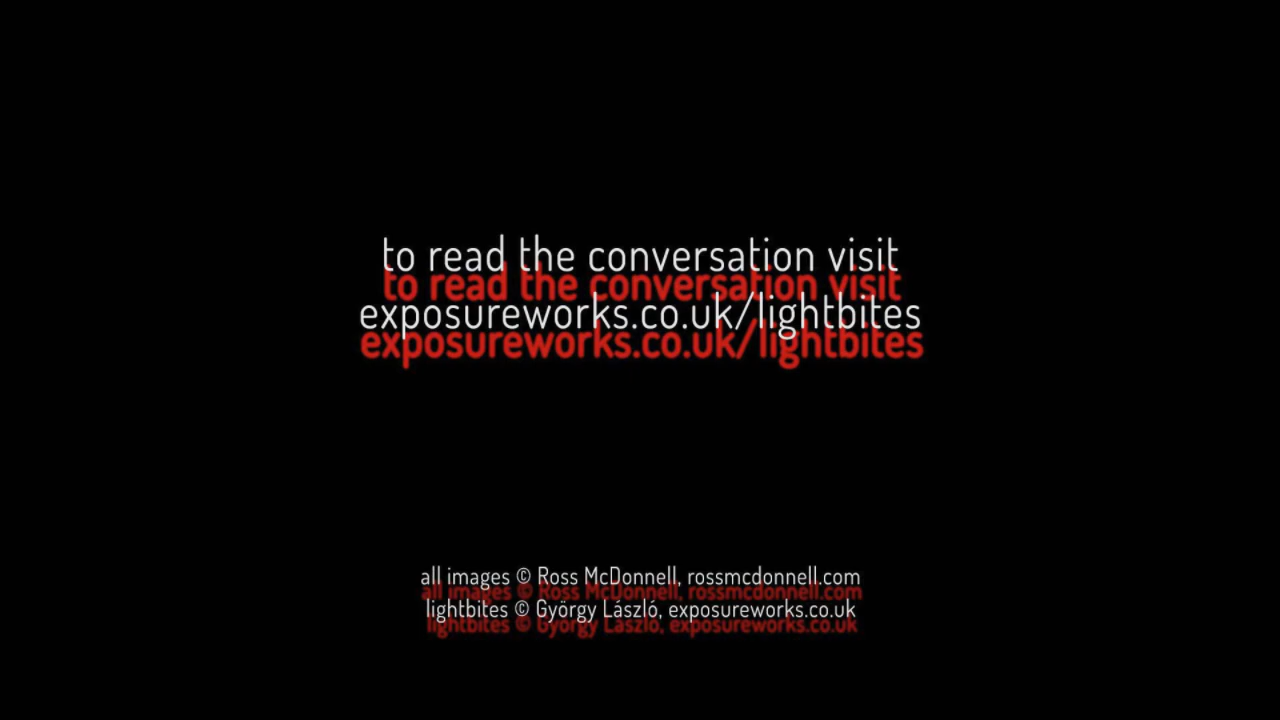 to read the conversation visit
exposureworks.co.uk/lightbites
all images © Ross McDonnell, rossmcdonnell.com
lightbites © György László, exposureworks.co.uk